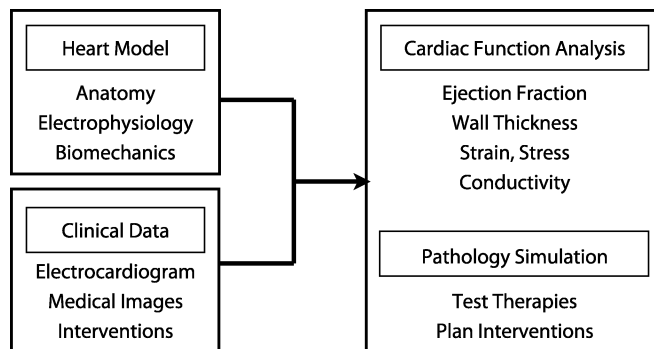 Heart Model
Anatomy
Electrophysiology
Biomechanics
Clinical Data
Electrocardiogram
Medical Images
Interventions
Cardiac Function Analysis
Ejection Fraction
Wall Thickness
Strain, Stress
Conductivity
Pathology Simulation
Test Therapies
Plan Interventions